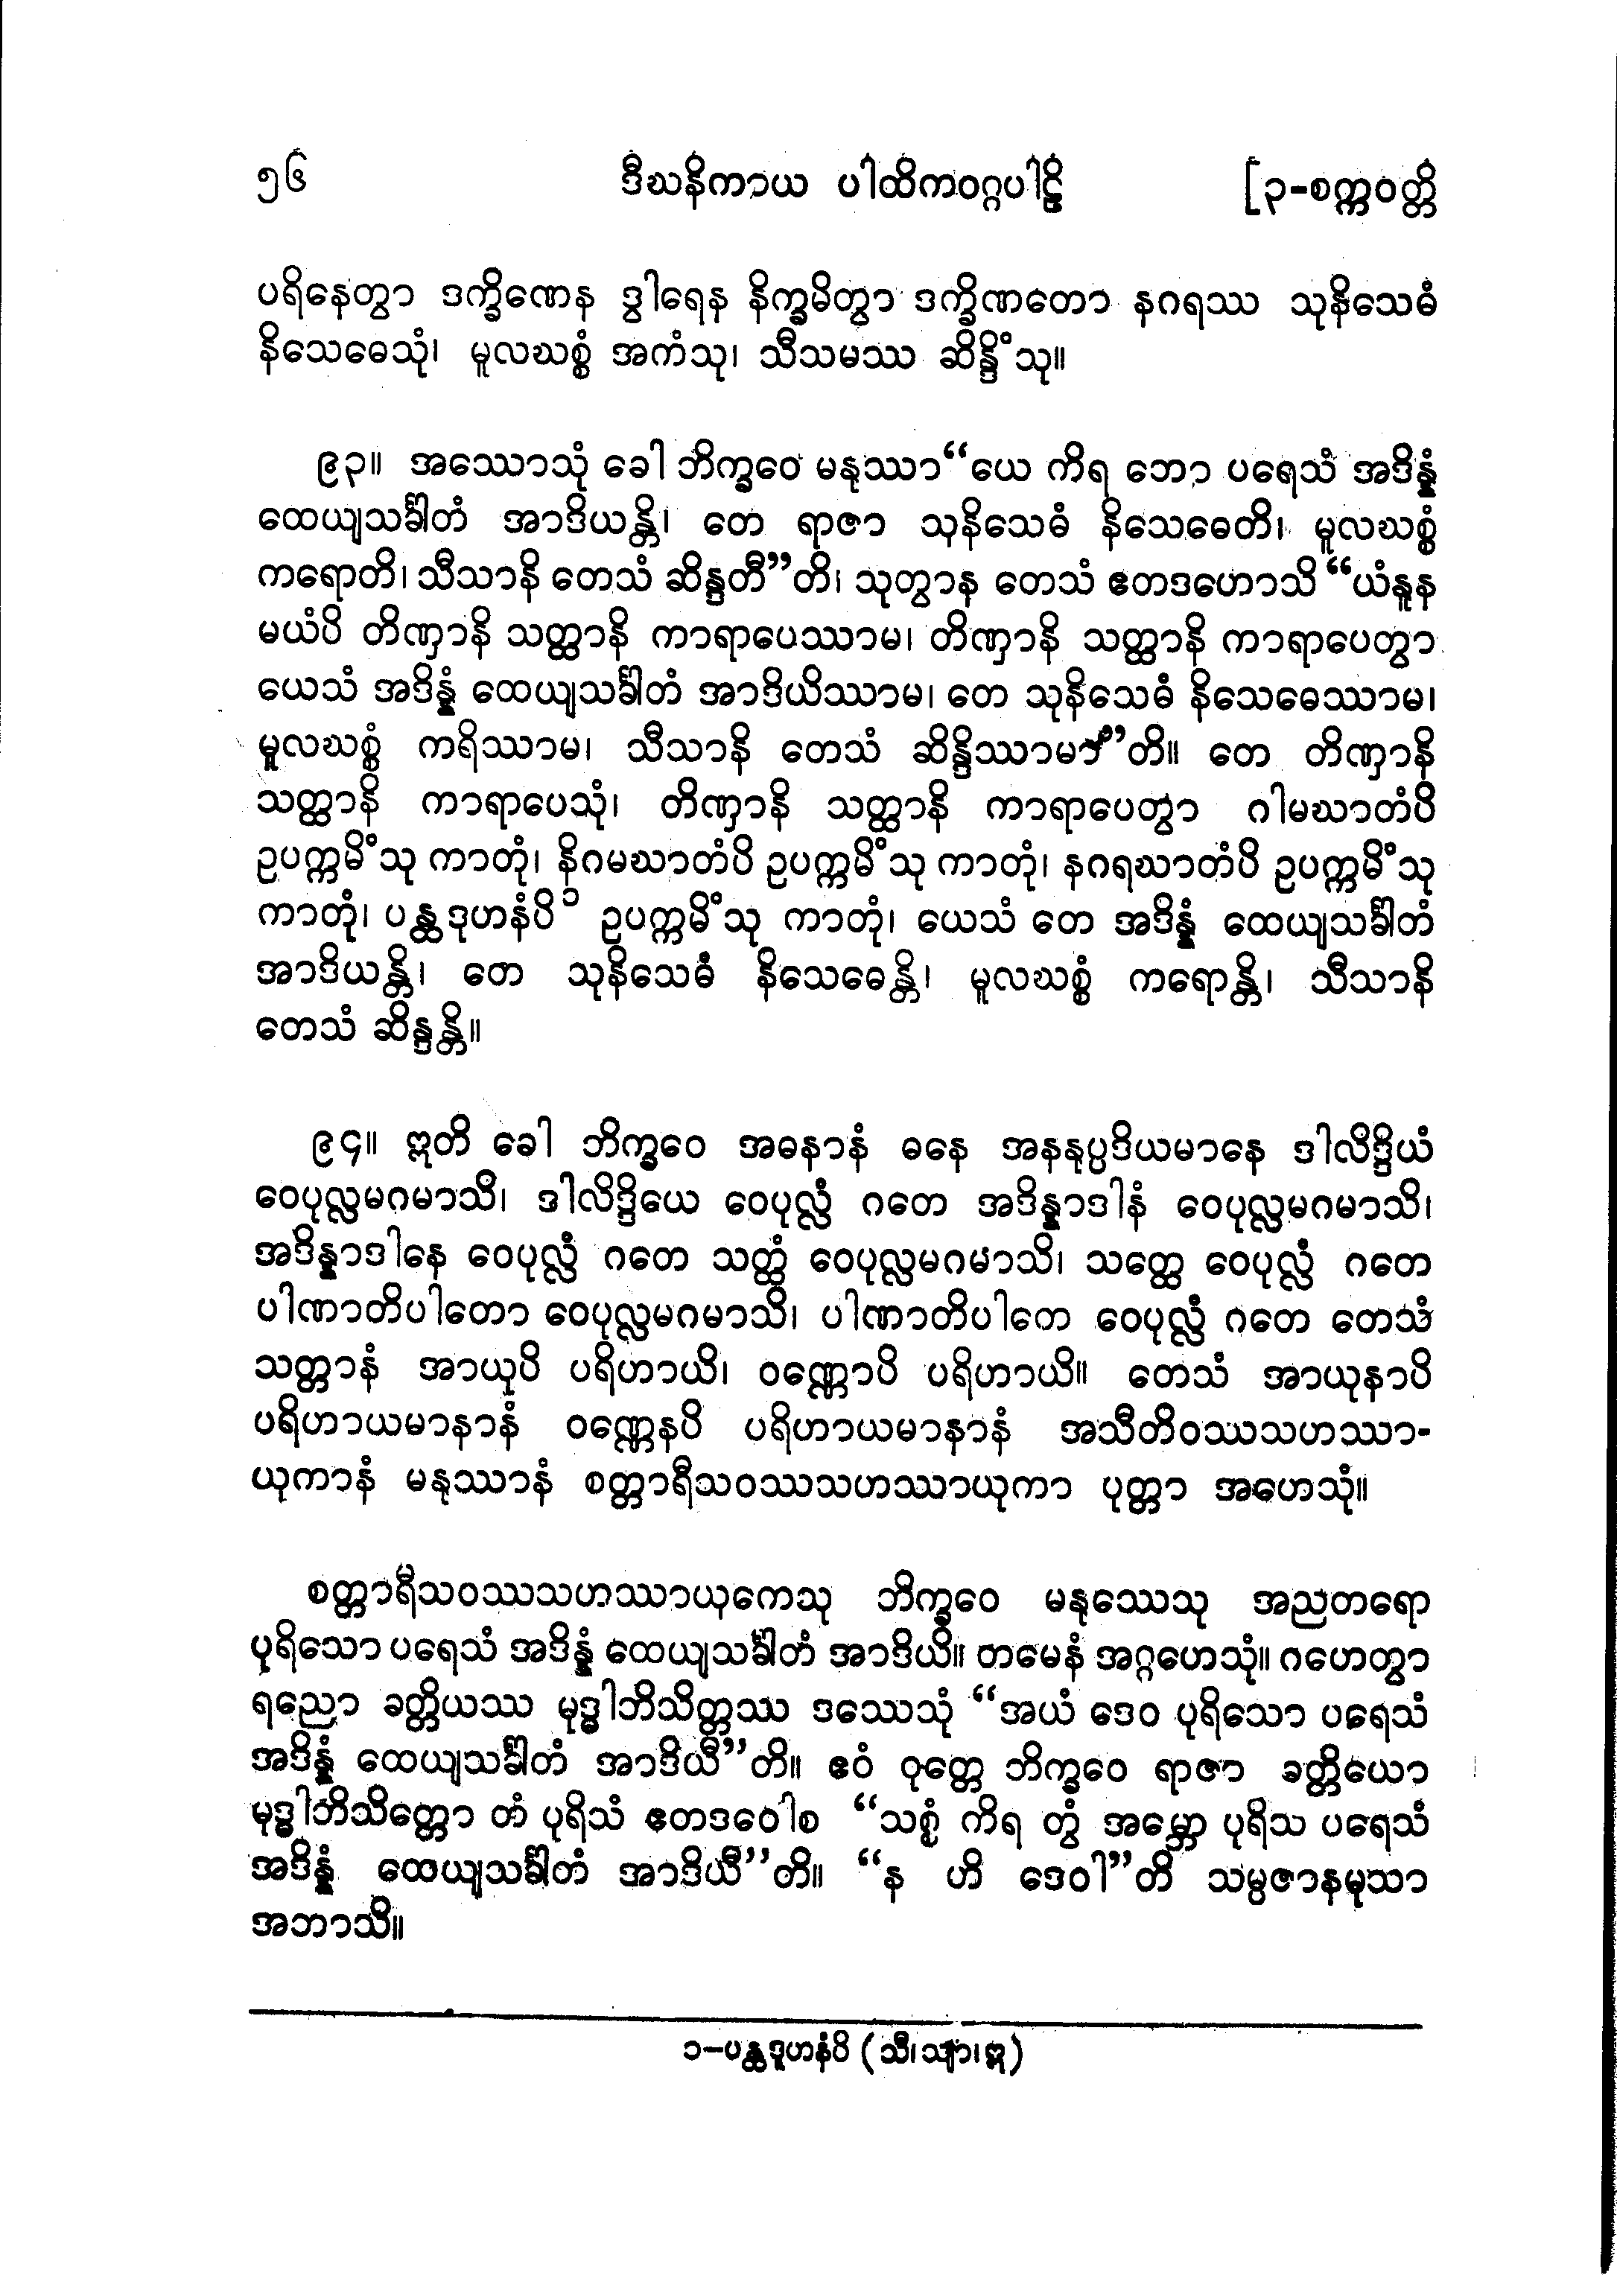 ၅၆ ဒီဃနိကာယ ပါထိကဝဂ္ဂပါဠိ [၃-စက္ကဝတ္တိ
ပရိနေတွာ ဒက္ခိဏေန ဒွါရေန နိက္ခမိတွာ ဒက္ခိဏတော နဂရဿ သုနိသေဓံ
နိသေဓေသုံ၊ မူလဃစ္စံ အကံသု၊ သီသမဿ ဆိန္ဒိံသု။
၉၃။ အဿောသုံ ခေါ ဘိက္ခဝေ မနုဿာ “ယေ ကိရ ဘော ပရေသံ အဒိန္နံ
ထေယျသင်္ခါတံ အာဒိယန္တိ၊ တေ ရာဇာ သုနိသေဓံ နိသေဓေတိ၊ မူလဃစ္စံ
ကရောတိ၊ သီသာနိ တေသံ ဆိန္ဒတီ”တိ၊ သုတွာန တေသံ ဧတဒဟောသိ “ယံနူန
မယံပိ တိဏှာနိ သတ္ထာနိ ကာရာပေဿာမ၊ တိဏှာနိ သတ္ထာနိ ကာရာပေတွာ
ယေသံ အဒိန္နံ ထေယျသင်္ခါတံ အာဒိယိဿာမ၊ တေ သုနိသေဓံ နိသေဓေဿာမ၊
မူလဃစ္စံ ကရိဿာမ၊ သီသာနိ တေသံ ဆိန္ဒိဿာမာ”တိ။ တေ တိဏှာနိ
သတ္ထာနိ ကာရာပေသုံ၊ တိဏှာနိ သတ္ထာနိ ကာရာပေတွာ ဂါမဃာတံပိ
ဥပက္ကမိံသု ကာတုံ၊ နိဂမဃာတံပိ ဥပက္ကမိံသု ကာတုံ၊ နဂရဃာတံပိ ဥပက္ကမိံသု
ကာတုံ၊ ပန္ထဒုဟနံပိ ၁ ဥပက္ကမိံသု ကာတုံ၊ ယေသံ တေ အဒိန္နံ ထေယျသင်္ခါတံ
အာဒိယန္တိ၊ တေ သုနိသေဓံ နိသေဓေန္တိ၊ မူလဃစ္စံ ကရောန္တိ၊ သီသာနိ
တေသံ ဆိန္ဒန္တိ။
၉၄။ ဣတိ ခေါ ဘိက္ခဝေ အဓနာနံ ဓနေ အနနုပ္ပဒိယမာနေ ဒါလိဒ္ဒိယံ
ဝေပုလ္လမဂမာသိ၊ ဒါလိဒ္ဒိယေ ဝေပုလ္လံ ဂတေ အဒိန္နာဒါနံ ဝေပုလ္လမဂမာသိ၊
အဒိန္နာဒါနေ ဝေပုလ္လံ ဂတေ သတ္ထံ ဝေပုလ္လမဂမာသိ၊ သတ္ထေ ဝေပုလ္လံ ဂတေ
ပါဏာတိပါတော ဝေပုလ္လမဂမာသိ၊ ပါဏာတိပါတေ ဝေပုလ္လံ ဂတေ တေသံ
သတ္တာနံ အာယုပိ ပရိဟာယိ၊ ဝဏ္ဏောပိ ပရိဟာယိ။ တေသံ အာယုနာပိ
ပရိဟာယမာနာနံ ဝဏ္ဏေနပိ ပရိဟာယမာနာနံ အသီတိဝဿသဟဿာ-
ယုကာနံ မနုဿာနံ စတ္တာရီသဝဿသဟဿာယုကာ ပုတ္တာ အဟေသုံ။
စတ္တာရီသဝဿသဟဿာယုကေသု ဘိက္ခဝေ မနုဿေသု အညတရော
ပုရိသော ပရေသံ အဒိန္နံ ထေယျသင်္ခါတံ အာဒိယိ။ တမေနံ အဂ္ဂဟေသုံ။ ဂဟေတွာ
ရညော ခတ္တိယဿ မုဒ္ဓါဘိသိတ္တဿ ဒဿေသုံ “အယံ ဒေဝ ပုရိသော ပရေသံ
အဒိန္နံ ထေယျသင်္ခါတံ အာဒိယီ”တိ။ ဧဝံ ဝုတ္တေ ဘိက္ခဝေ ရာဇာ ခတ္တိယော
မုဒ္ဓါဘိသိတ္တော တံ ပုရိသံ ဧတဒဝေါစ “သစ္စံ ကိရ တွံ အမ္ဘော ပုရိသ ပရေသံ
အဒိန္နံ ထေယျသင်္ခါတံ အာဒိယီ”တိ။ “န ဟိ ဒေဝါ”တိ သမ္ပဇာနမုသာ
အဘာသိ။
၁-ပန္ထဒူဟနံပိ (သီ၊သျာ၊ဣ)